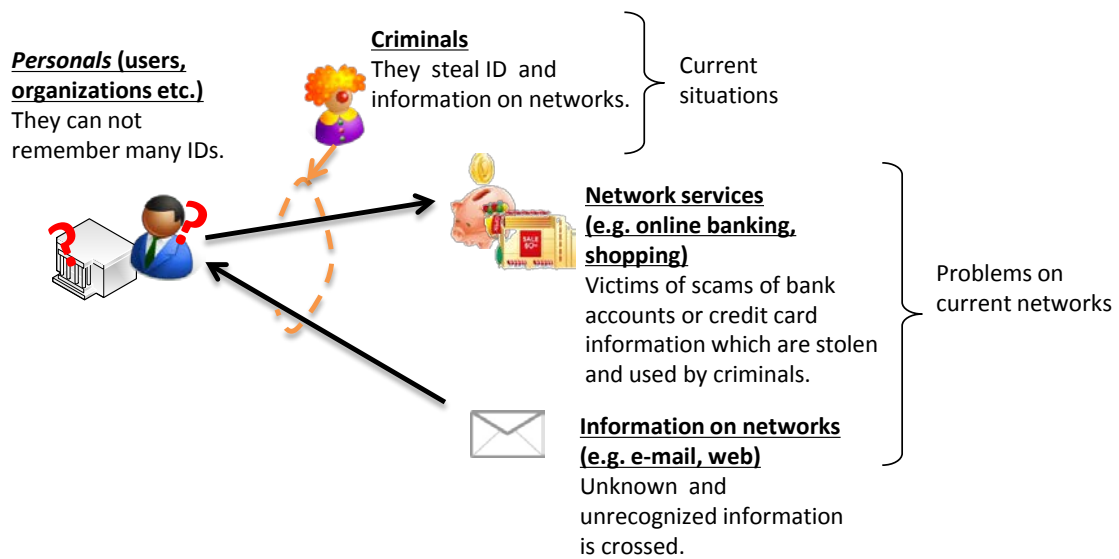 Personals (users,
organizations etc.)
They can not
remember many IDs.
Criminals
They steal ID and
information on networks.
Current
situations
? ?
Network services
(e.g. online banking,
shopping)
Victims of scams of bank
accounts or credit card
information which are stolen
and used by criminals.
SALE
Problems on
current networks
Information on networks
(e.g. e-mail, web)
Unknown and
unrecognized information
is crossed.